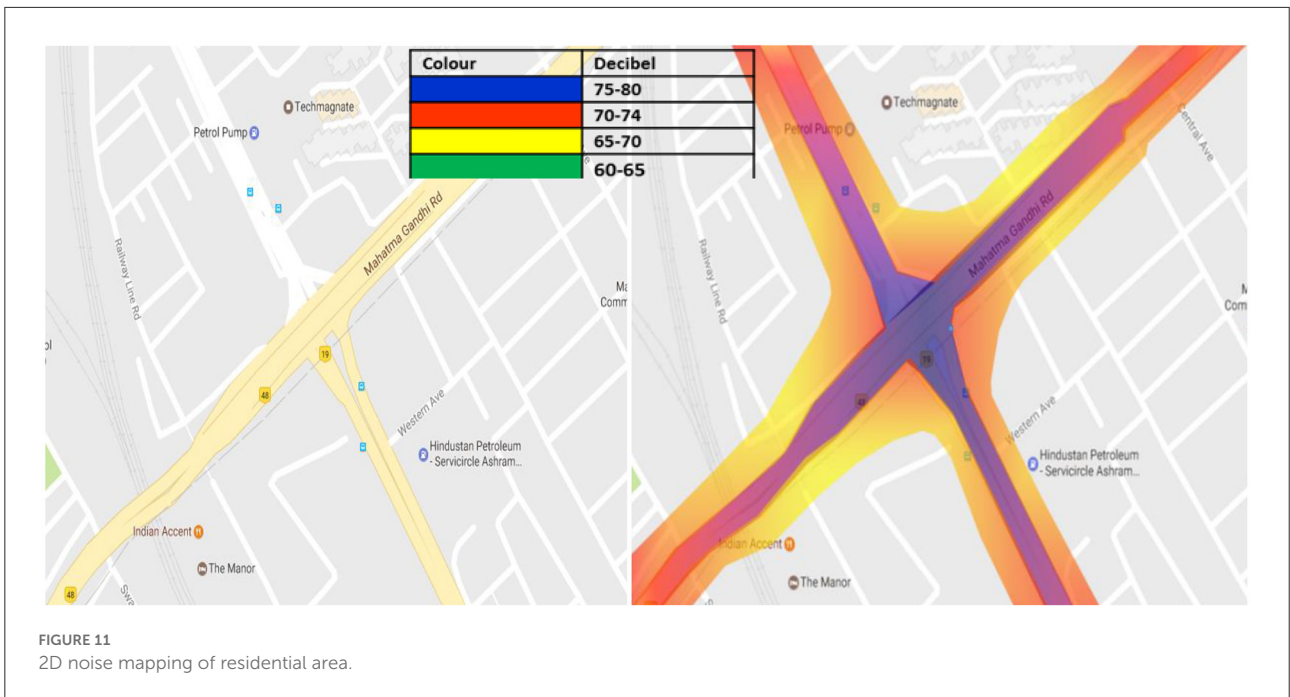 Colour Decibel
75-80
70-74
65-70
60-65
Techmagnate
Petrol Pump
Mahatma Gandhi Rd
Railway Line Rd
19
48
Western Ave
Hindustan Petroleum
- Servicircle Ashram...
Indian Accent
The Manor
48
Techmagnate
Petrol Pump
Central Ave
Mahatma Gandhi Rd
Railway Line Rd
Com
19
48
Western Ave
Hindustan Petroleum
- Servicircle Ashram...
Indian Accent
The Manor
FIGURE 11
2D noise mapping of residential area.